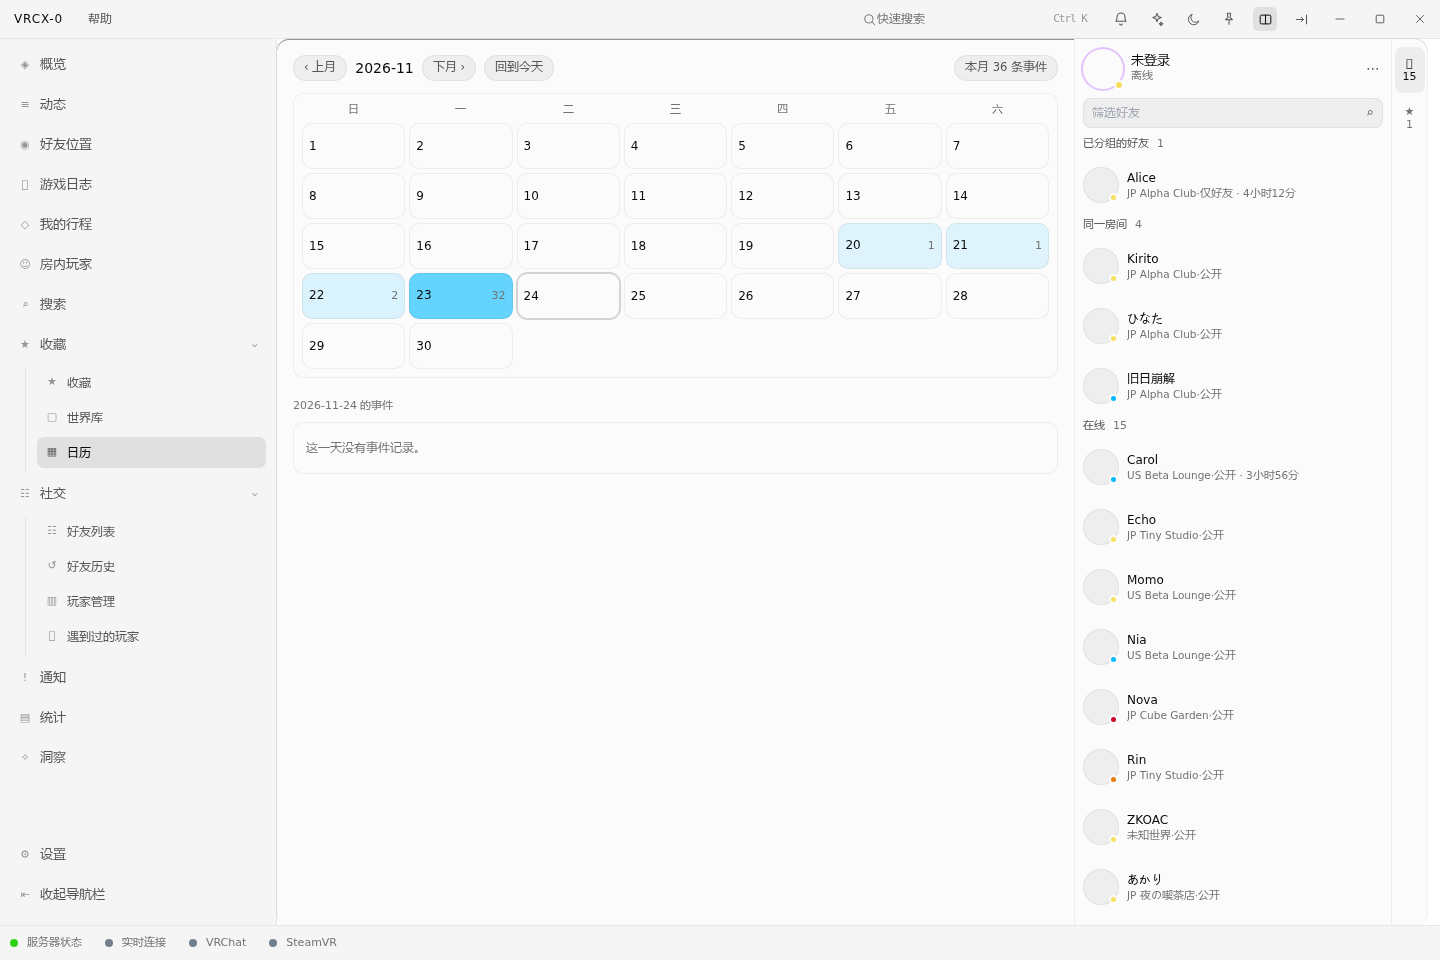 VRCX-0 帮助 快速搜索 Ctrl K
概览
动态
好友位置
游戏日志
我的行程
房内玩家
搜索
收藏
收藏
世界库
日历
社交
好友列表
好友历史
玩家管理
遇到过的玩家
通知
统计
洞察
设置
收起导航栏
‹ 上月 2026-11 下月 › 回到今天 本月 36 条事件
日 一 二 三 四 五 六
1 2 3 4 5 6 7
8 9 10 11 12 13 14
15 16 17 18 19 20 1 21 1
22 2 23 32 24 25 26 27 28
29 30
2026-11-24 的事件
这一天没有事件记录。
未登录
离线
筛选好友
已分组的好友 1
Alice
JP Alpha Club·仅好友 · 4小时12分
同一房间 4
Kirito
JP Alpha Club·公开
ひなた
JP Alpha Club·公开
旧日崩解
JP Alpha Club·公开
在线 15
Carol
US Beta Lounge·公开 · 3小时56分
Echo
JP Tiny Studio·公开
Momo
US Beta Lounge·公开
Nia
US Beta Lounge·公开
Nova
JP Cube Garden·公开
Rin
JP Tiny Studio·公开
ZKOAC
未知世界·公开
あかり
JP 夜の喫茶店·公开
15
1
服务器状态 实时连接 VRChat SteamVR